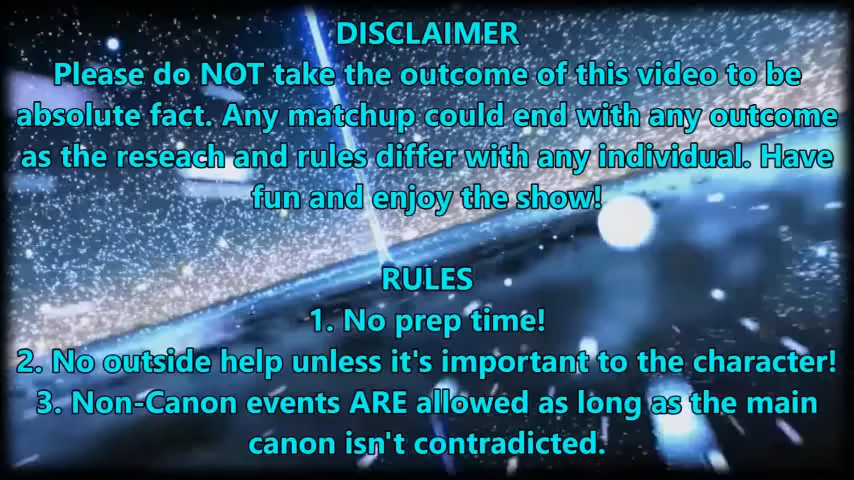 DISCLAIMER
Please do NOT take the outcome of this video to be
absolute fact. Any matchup could end with any outcome
as the reseach and rules differ with any individual. Have
fun and enjoy the show!
RULES
1. No prep time!
2. No outside help unless it's important to the character!
3. Non-Canon events ARE allowed as long as the main
canon isn't contradicted.